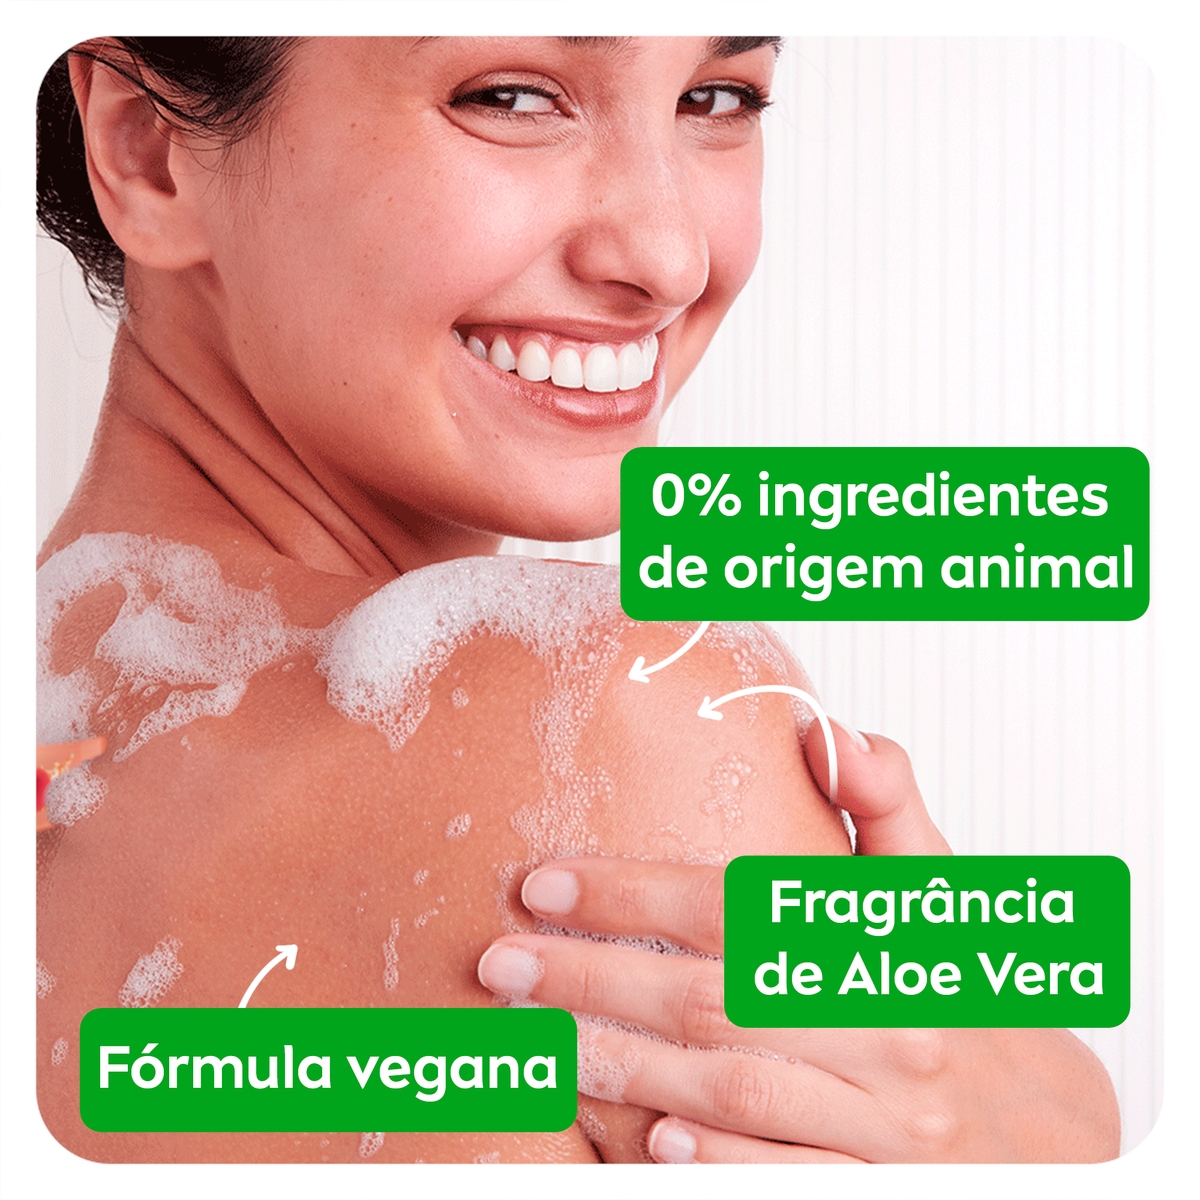 0% ingredientes
de origem animal
Fragrância
de Aloe Vera
Fórmula vegana